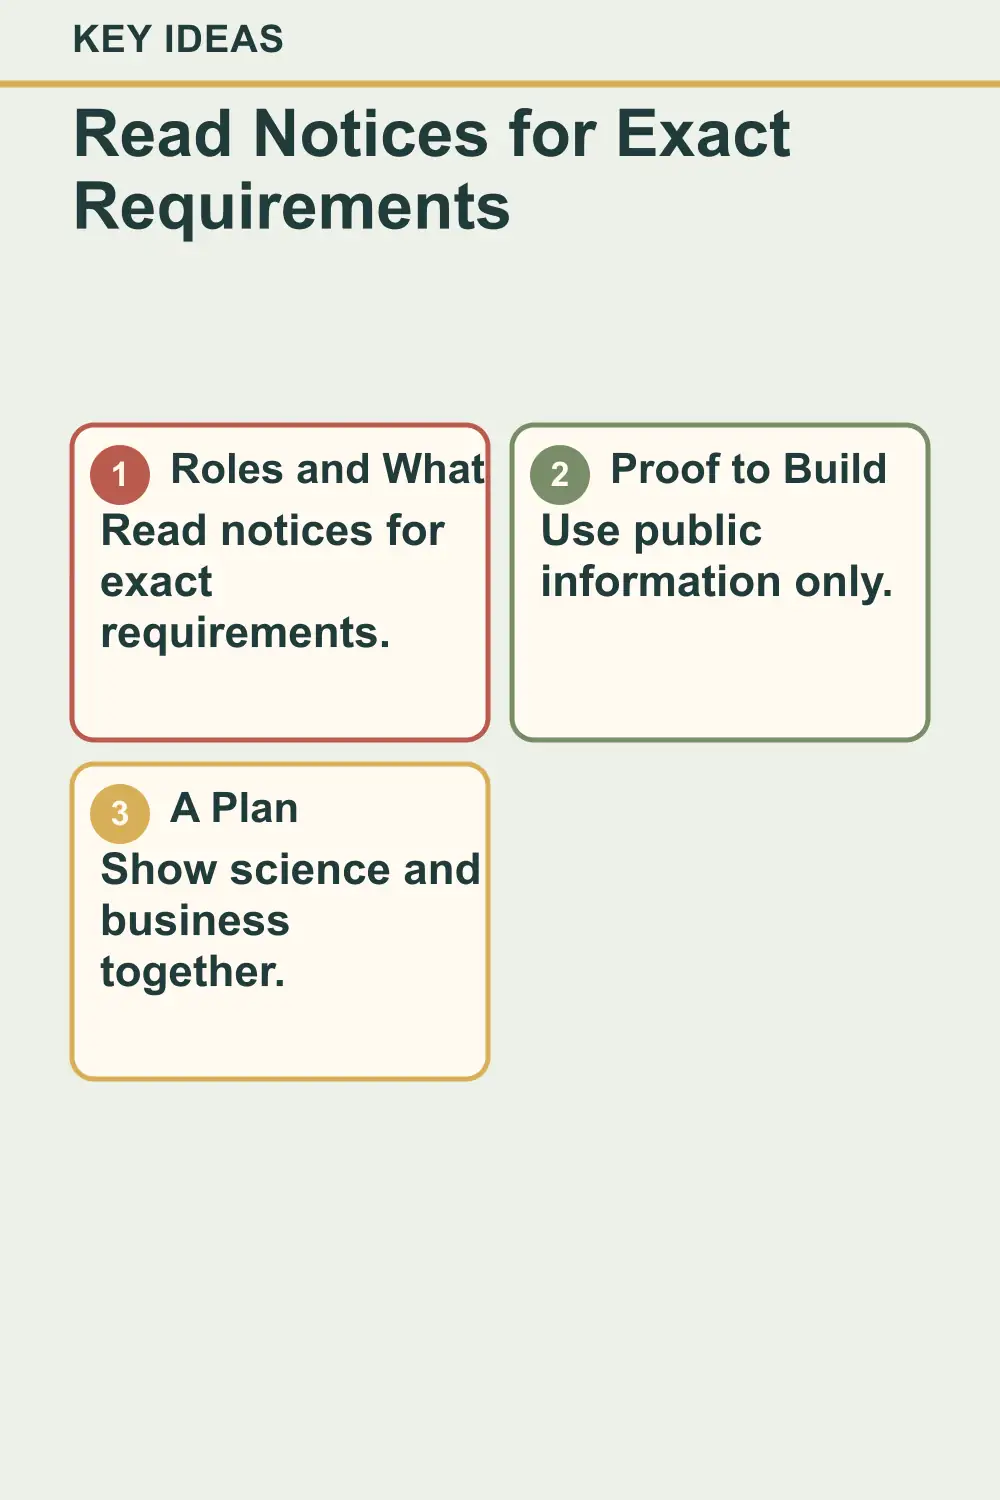 KEY IDEAS
Read Notices for Exact
Requirements
1
Roles and What
Read notices for
exact
requirements.
2
Proof to Build
Use public
information only.
3
A Plan
Show science and
business
together.